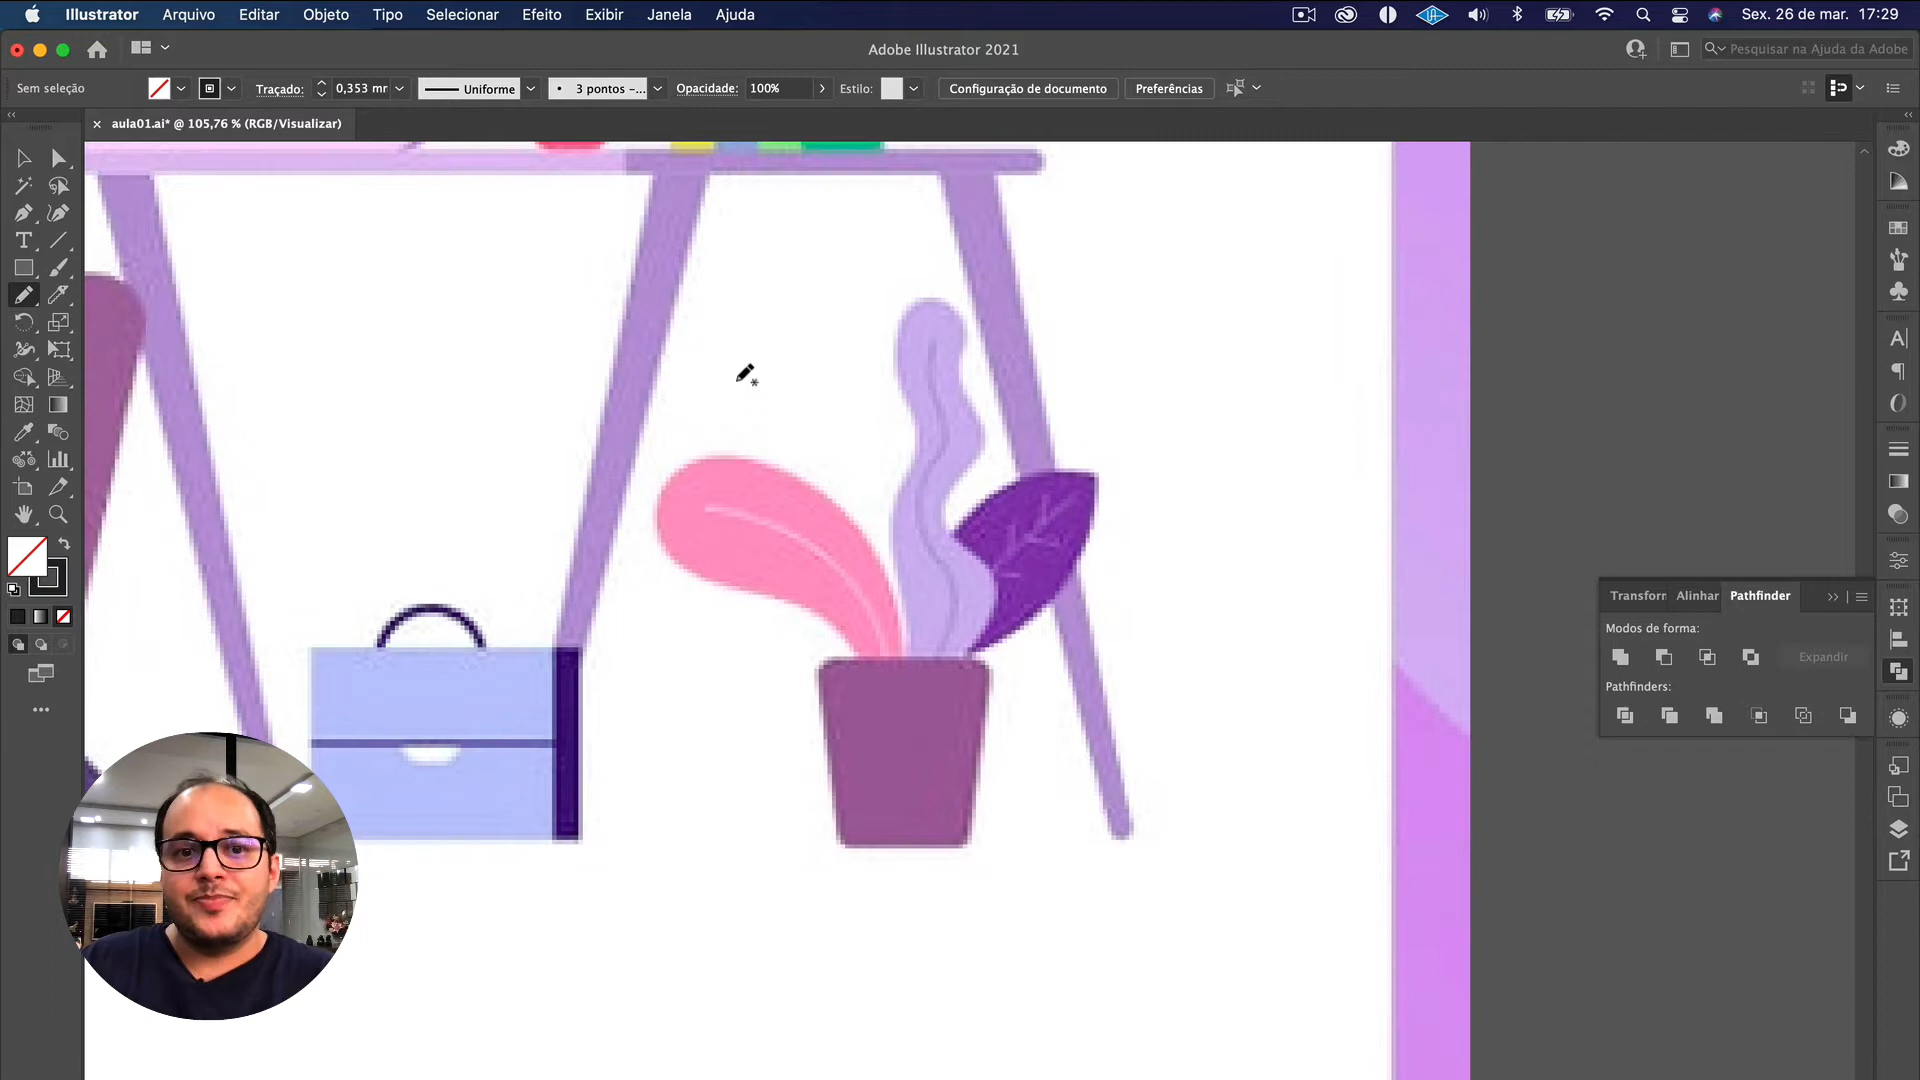 Illustrator Arquivo Editar Objeto Tipo Selecionar Efeito Exibir Janela Ajuda Sex. 26 de mar. 17:29
Adobe Illustrator 2021 Pesquisar na Ajuda da Adobe
Sem seleção Traçado: 0,353 mr Uniforme 3 pontos –... Opacidade: 100% Estilo: Configuração de documento Preferências
aula01.ai* @ 105,76 % (RGB/Visualizar)
Transforn Alinhar Pathfinder
Modos de forma:
Expandir
Pathfinders: